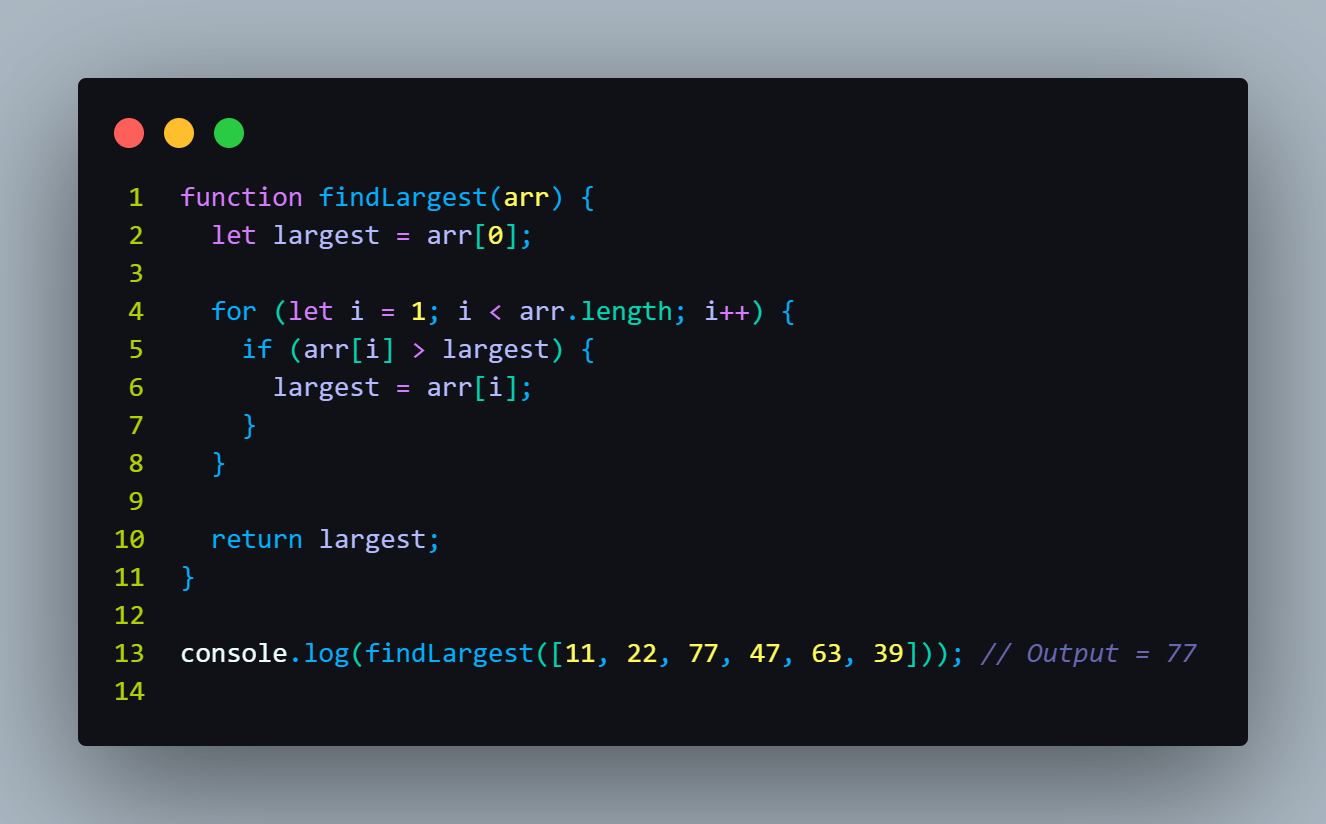 1 function findLargest(arr) {
2   let largest = arr[0];
3
4   for (let i = 1; i < arr.length; i++) {
5     if (arr[i] > largest) {
6       largest = arr[i];
7     }
8   }
9
10   return largest;
11 }
12
13 console.log(findLargest([11, 22, 77, 47, 63, 39])); // Output = 77
14